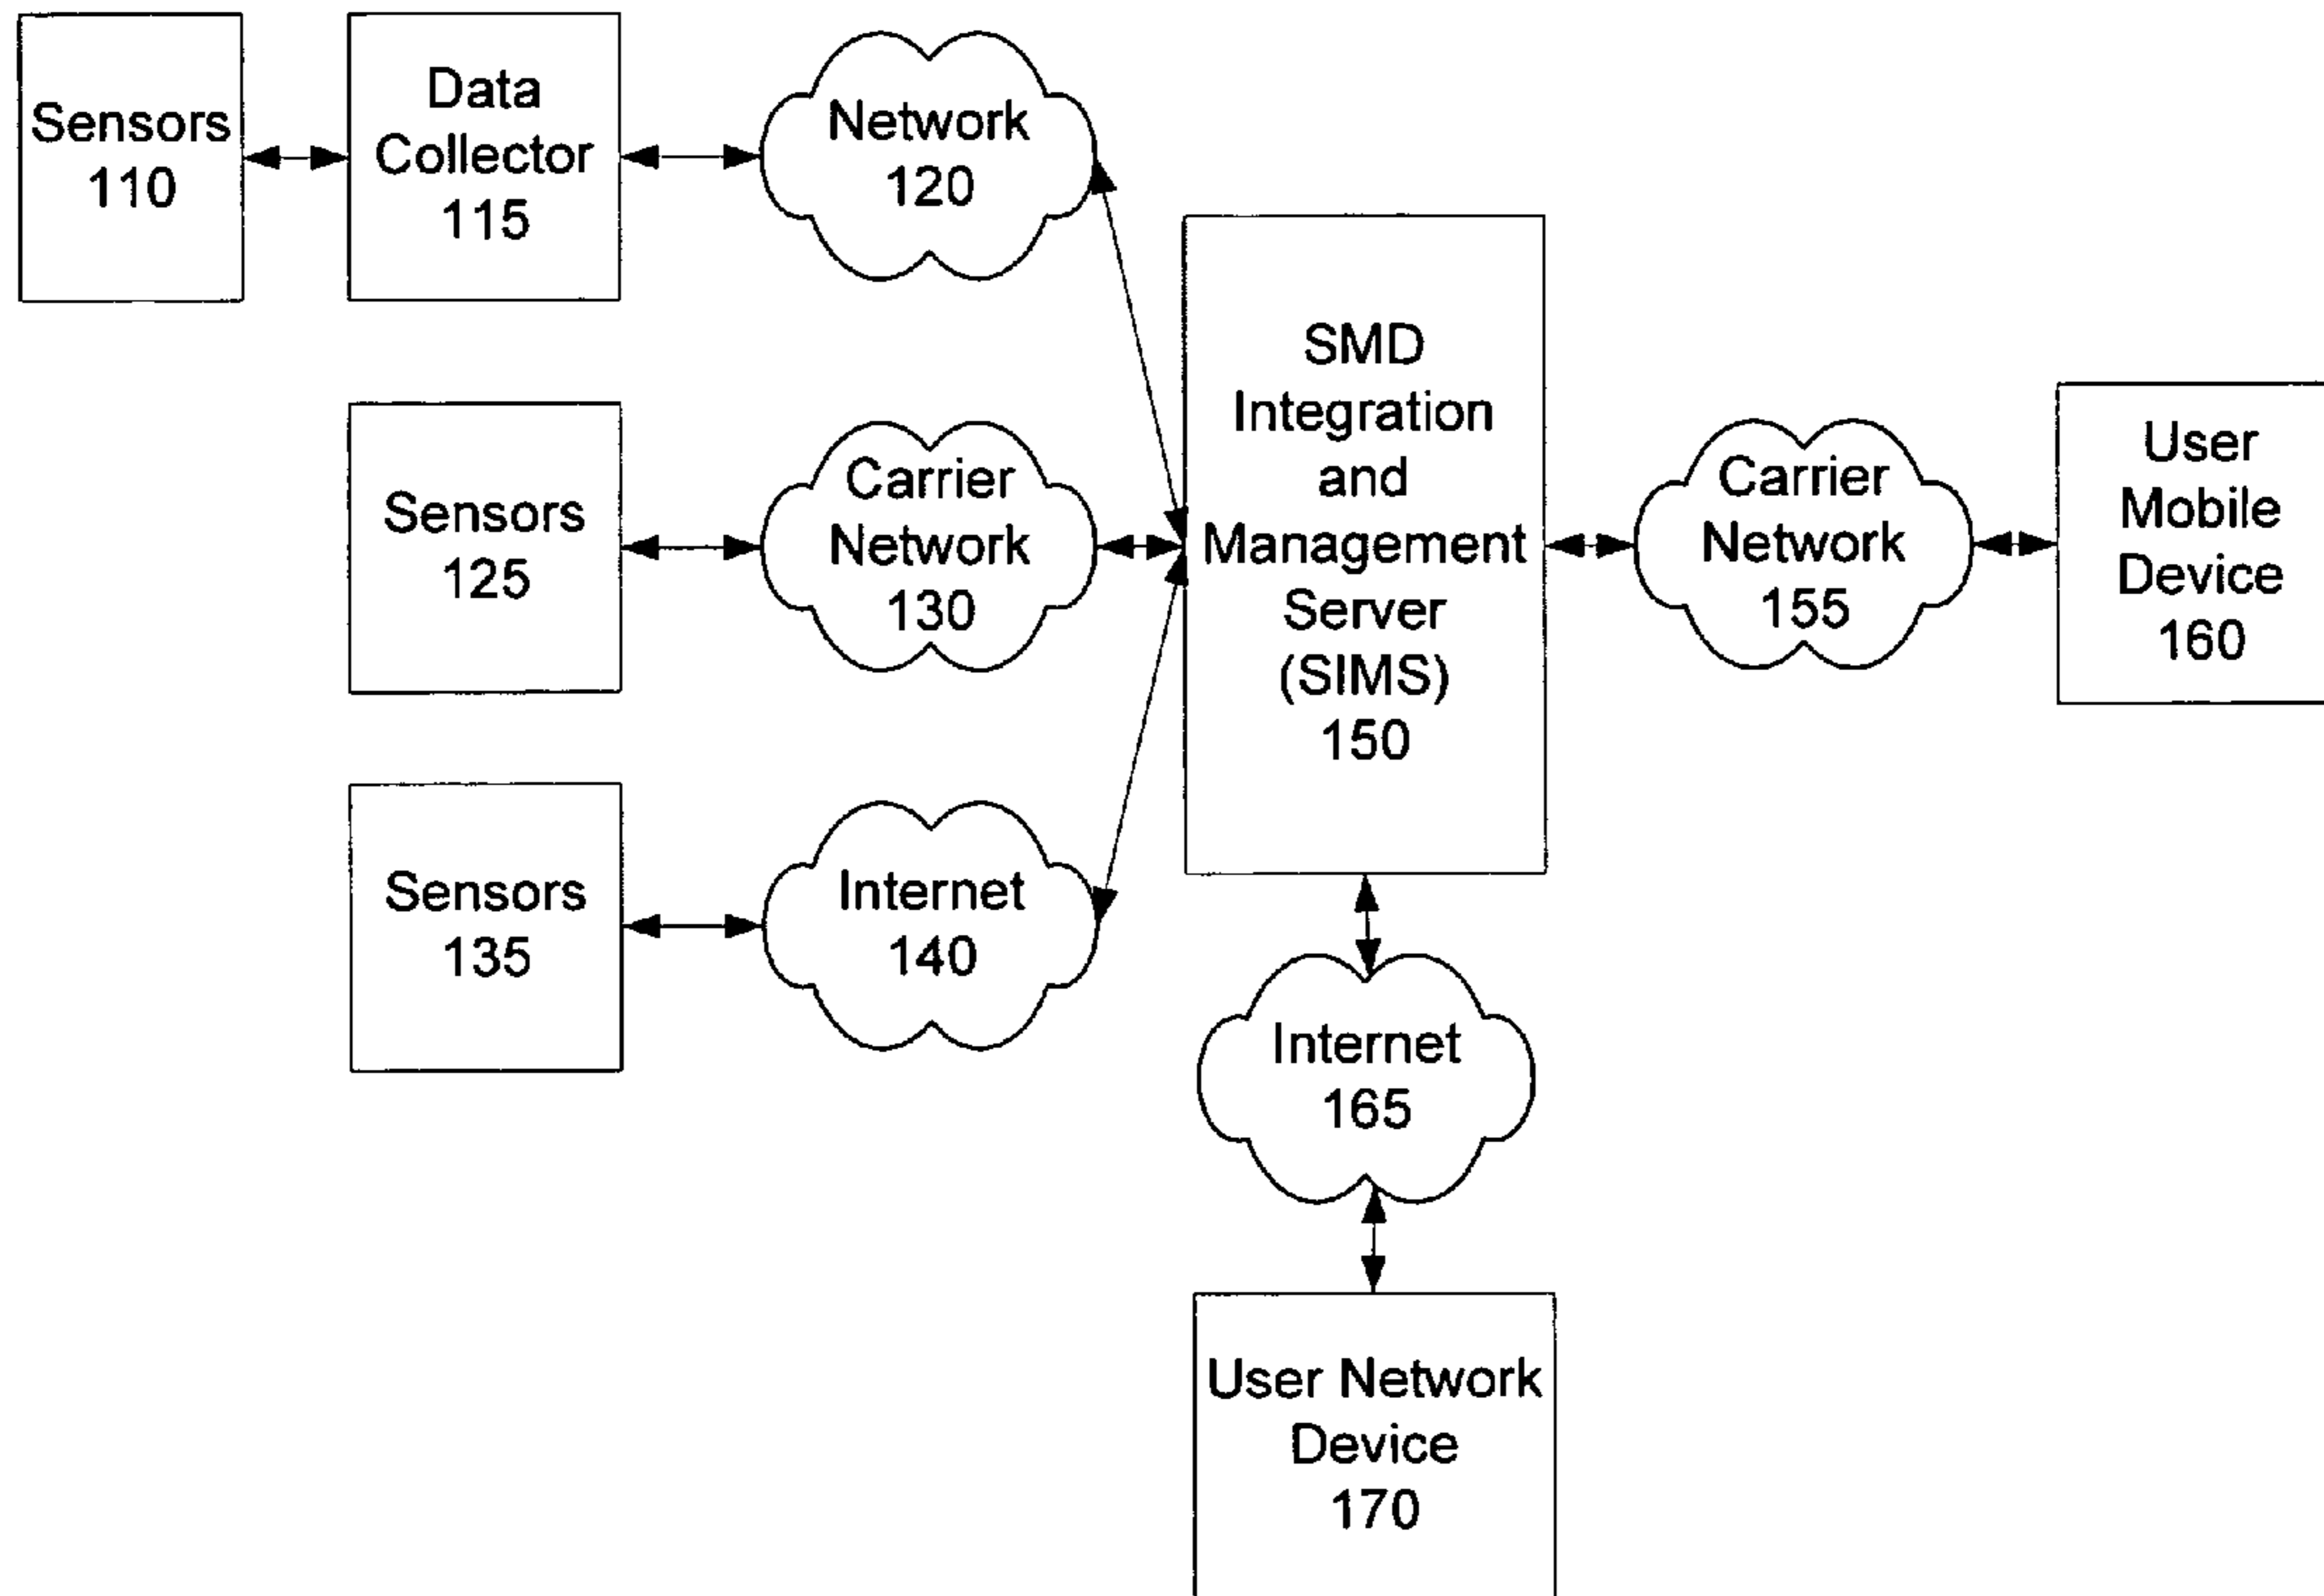 Sensors
110
Data
Collector
115
Network
120
Sensors
125
Carrier
Network
130
Sensors
135
Internet
140
SMD
Integration
and
Management
Server
(SIMS)
150
Carrier
Network
155
User
Mobile
Device
160
Internet
165
User Network
Device
170